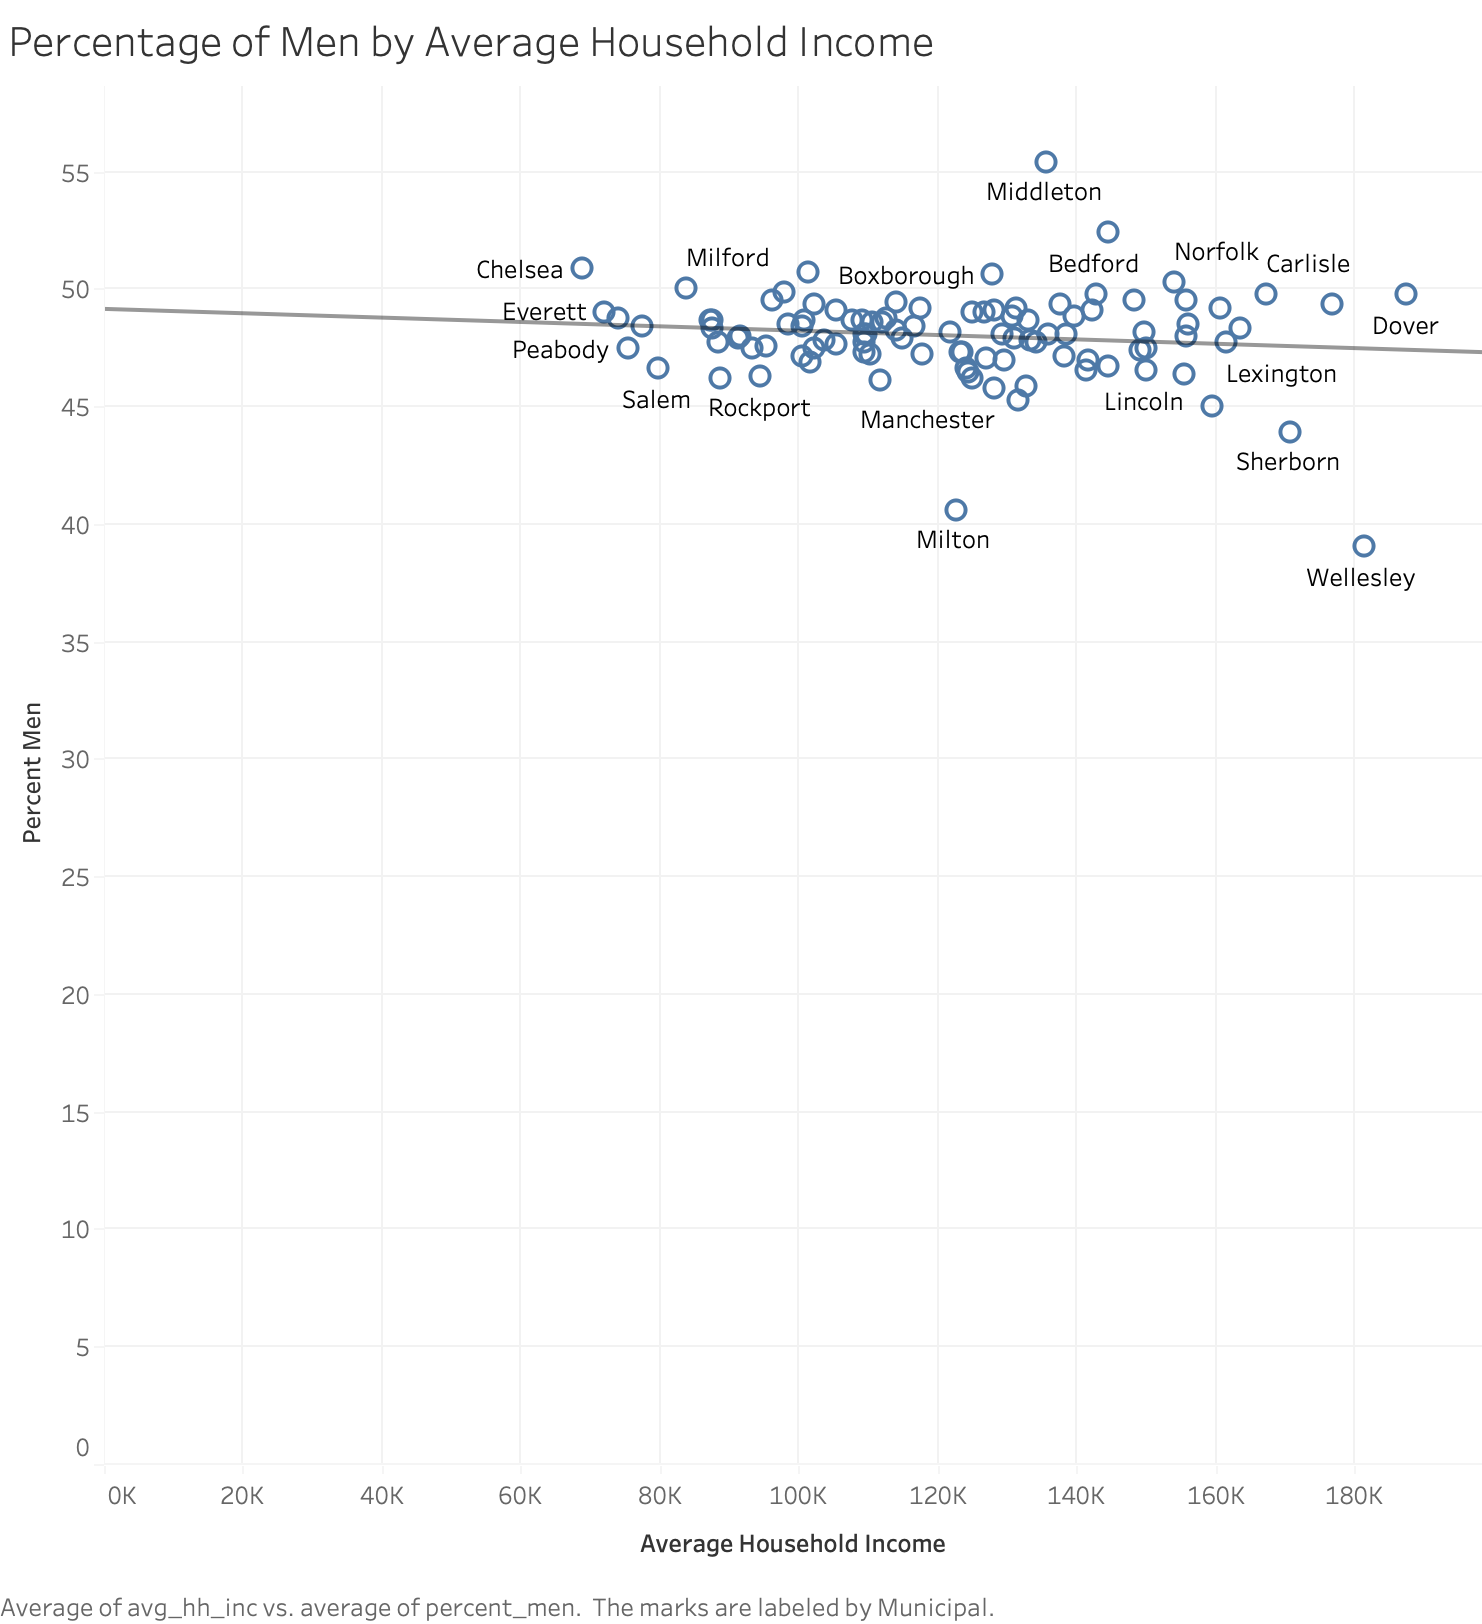 Percentage of Men by Average Household Income
55
Middleton
Norfolk
Milford
Bedford
Carlisle
Chelsea
Boxborough
50
Everett
Dover
Peabody
Lexington
Salem
Rockport
Lincoln
45
Manchester
Sherborn
40
Milton
Wellesley
35
30
Percent Men
25
20
15
10
5
0
0K 20K 40K 60K 80K 100K 120K 140K 160K 180K
Average Household Income
Average of avg_hh_inc vs. average of percent_men. The marks are labeled by Municipal.